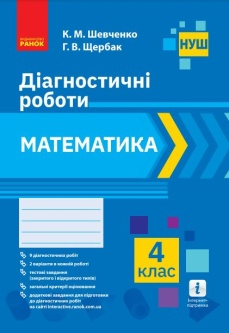 ВИДАВНИЦТВО
РАНОК
К. М. Шевченко
Г. В. Щербак
НУШ
Діагностичні
роботи
МАТЕМАТИКА
9 діагностичних робіт
2 варіанти в кожній роботі
тестові завдання
(закритого і відкритого типів)
загальні критерії оцінювання
додаткові завдання для підготовки
до діагностичних робіт
на сайті interactive.ranok.com.ua
4
клас
Інтернет-
підтримка